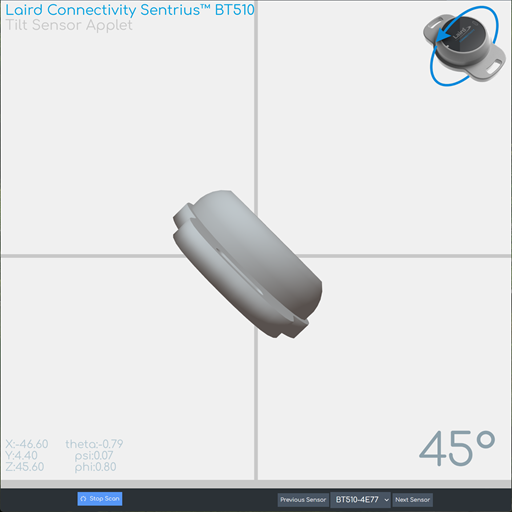 Laird Connectivity Sentrius™ BT510
Tilt Sensor Applet
Laird
X:-46.60 theta:-0.79
Y:4.40 psi:0.07
Z:45.60 phi:0.80
45°
Stop Scan
Previous Sensor BT510-4E77 Next Sensor